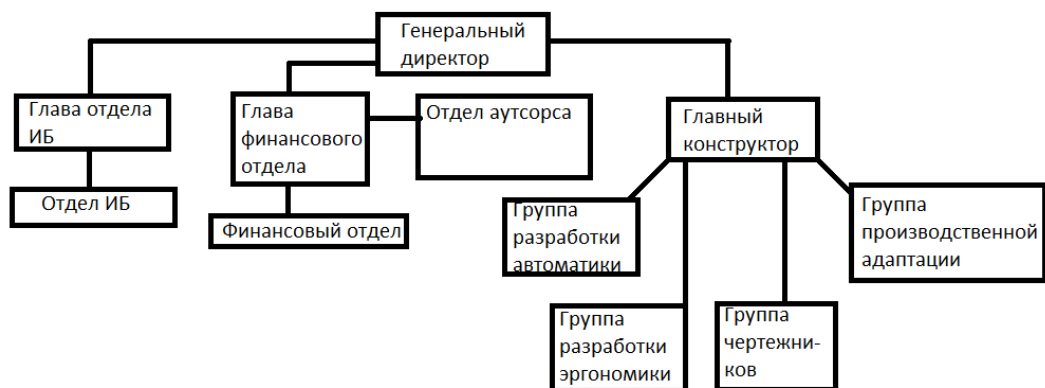 Генеральный
директор
Глава отдела
ИБ
Глава
финансового
отдела
Отдел аутсорса
Главный
конструктор
Отдел ИБ
Финансовый отдел
Группа
разработки
автоматики
Группа
производственной
адаптации
Группа
разработки
эргономики
Группа
чертежни-
ков